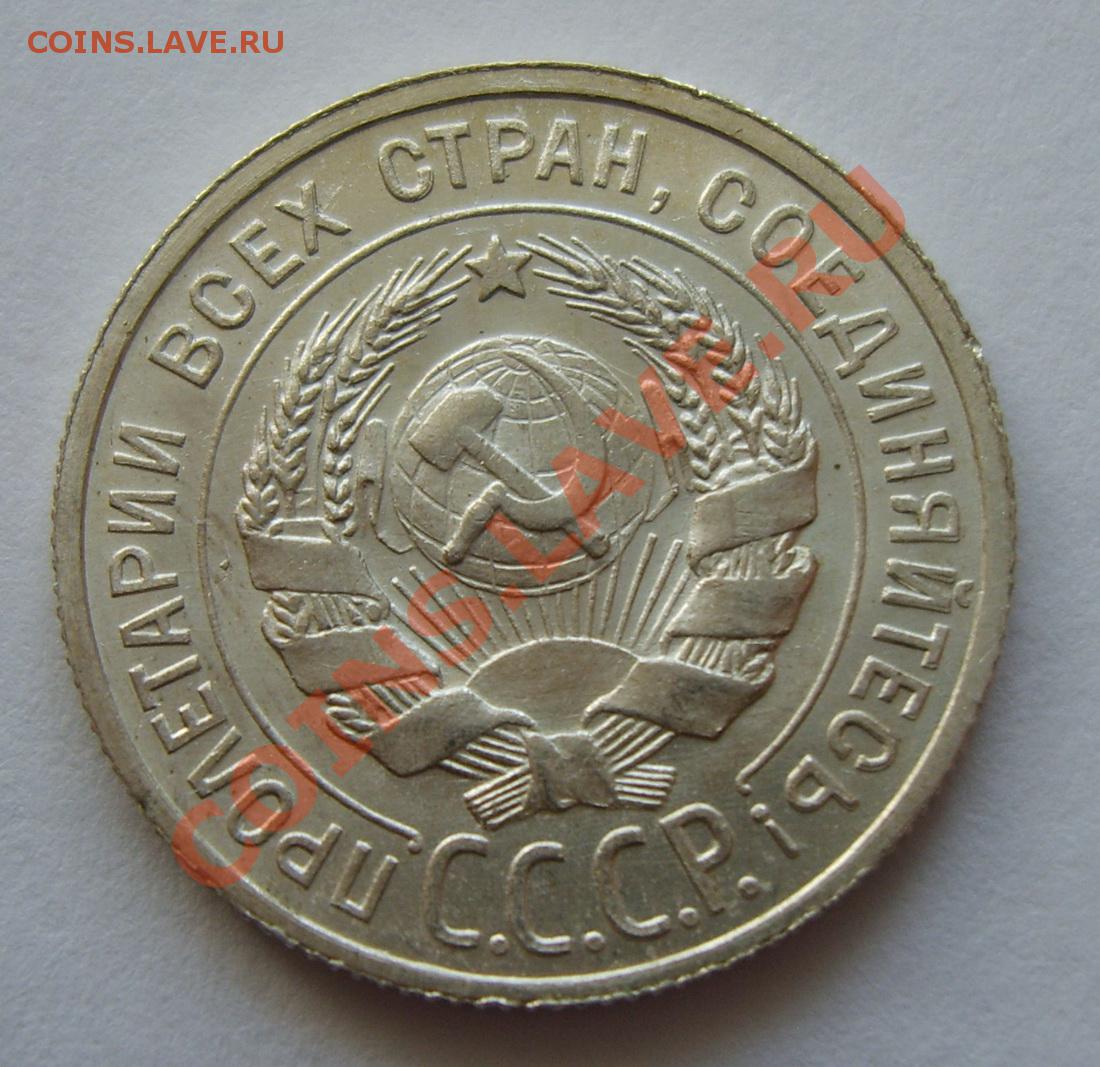 COINS.LAVE.RU
ПРОЛЕТАРИИ ВСЕХ СТРАН, СОЕДИНЯЙТЕСЬ!
С.С.С.Р.
COINS.LAVE.RU